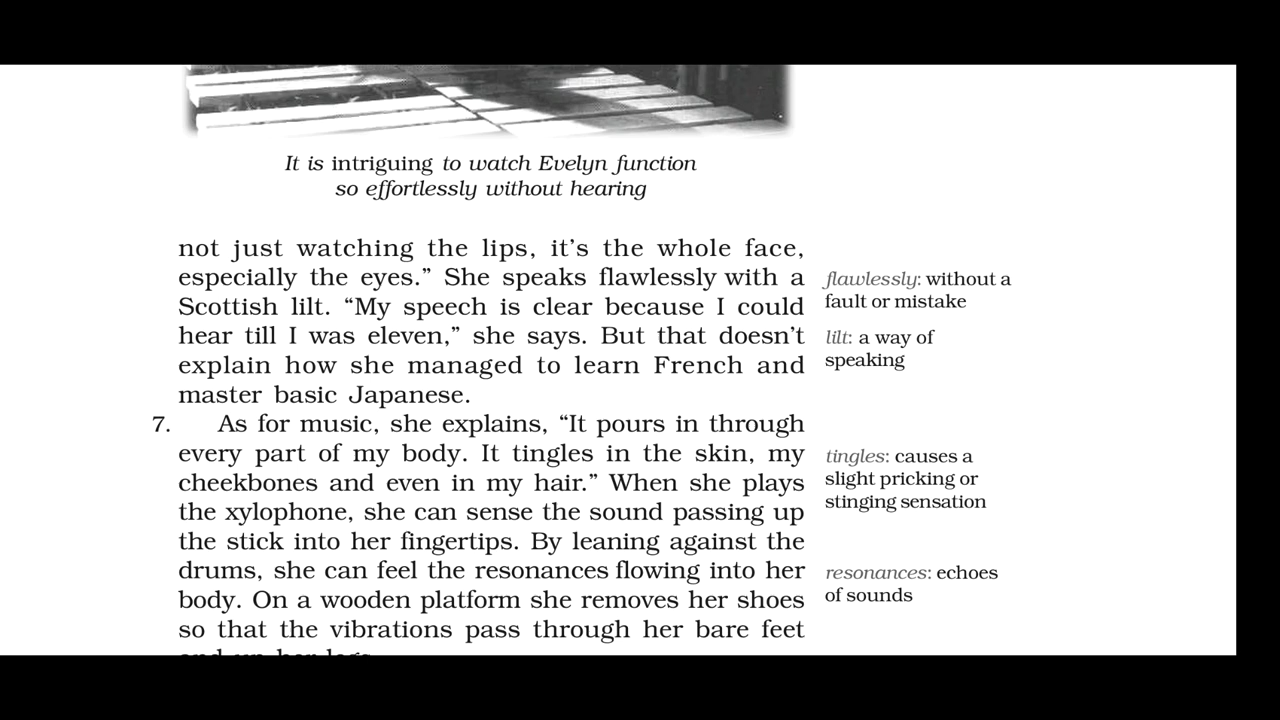 It is intriguing to watch Evelyn function
so effortlessly without hearing
not just watching the lips, it’s the whole face,
especially the eyes.” She speaks flawlessly with a
Scottish lilt. “My speech is clear because I could
hear till I was eleven,” she says. But that doesn’t
explain how she managed to learn French and
master basic Japanese.
flawlessly: without a
fault or mistake
lilt: a way of
speaking
7. As for music, she explains, “It pours in through
every part of my body. It tingles in the skin, my
cheekbones and even in my hair.” When she plays
the xylophone, she can sense the sound passing up
the stick into her fingertips. By leaning against the
drums, she can feel the resonances flowing into her
body. On a wooden platform she removes her shoes
so that the vibrations pass through her bare feet
and up her legs.
tingles: causes a
slight pricking or
stinging sensation
resonances: echoes
of sounds